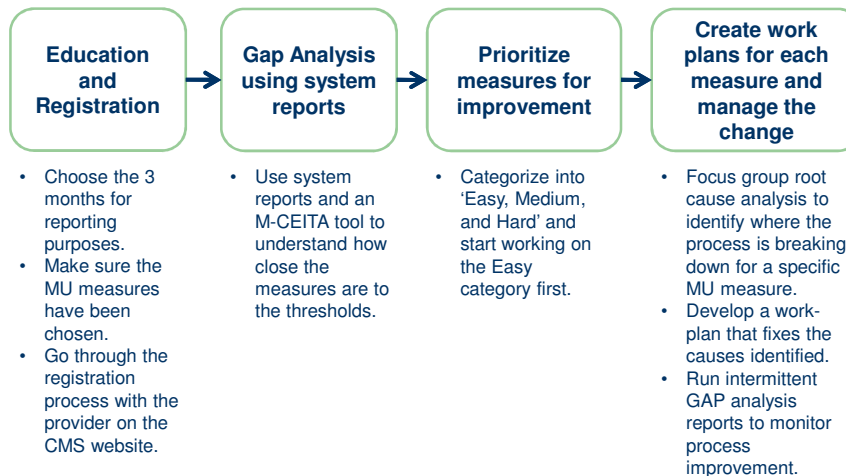 Education
and
Registration
Gap Analysis
using system
reports
Prioritize
measures for
improvement
Create work
plans for each
measure and
manage the
change
• Choose the 3
months for
reporting
purposes.
• Make sure the
MU measures
have been
chosen.
• Go through the
registration
process with the
provider on the
CMS website.
• Use system
reports and an
M-CEITA tool to
understand how
close the
measures are to
the thresholds.
• Categorize into
‘Easy, Medium,
and Hard’ and
start working on
the Easy
category first.
• Focus group root
cause analysis to
identify where the
process is breaking
down for a specific
MU measure.
• Develop a work-
plan that fixes the
causes identified.
• Run intermittent
GAP analysis
reports to monitor
process
improvement.